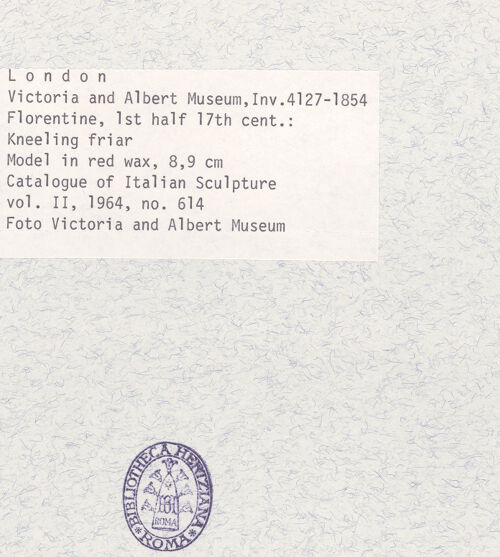 London
Victoria and Albert Museum,Inv.4127-1854
Florentine, 1st half 17th cent.:
Kneeling friar
Model in red wax, 8,9 cm
Catalogue of Italian Sculpture
vol. II, 1964, no. 614
Foto Victoria and Albert Museum
BIBLIOTHECA HERTZIANA
ROMA
ROMA